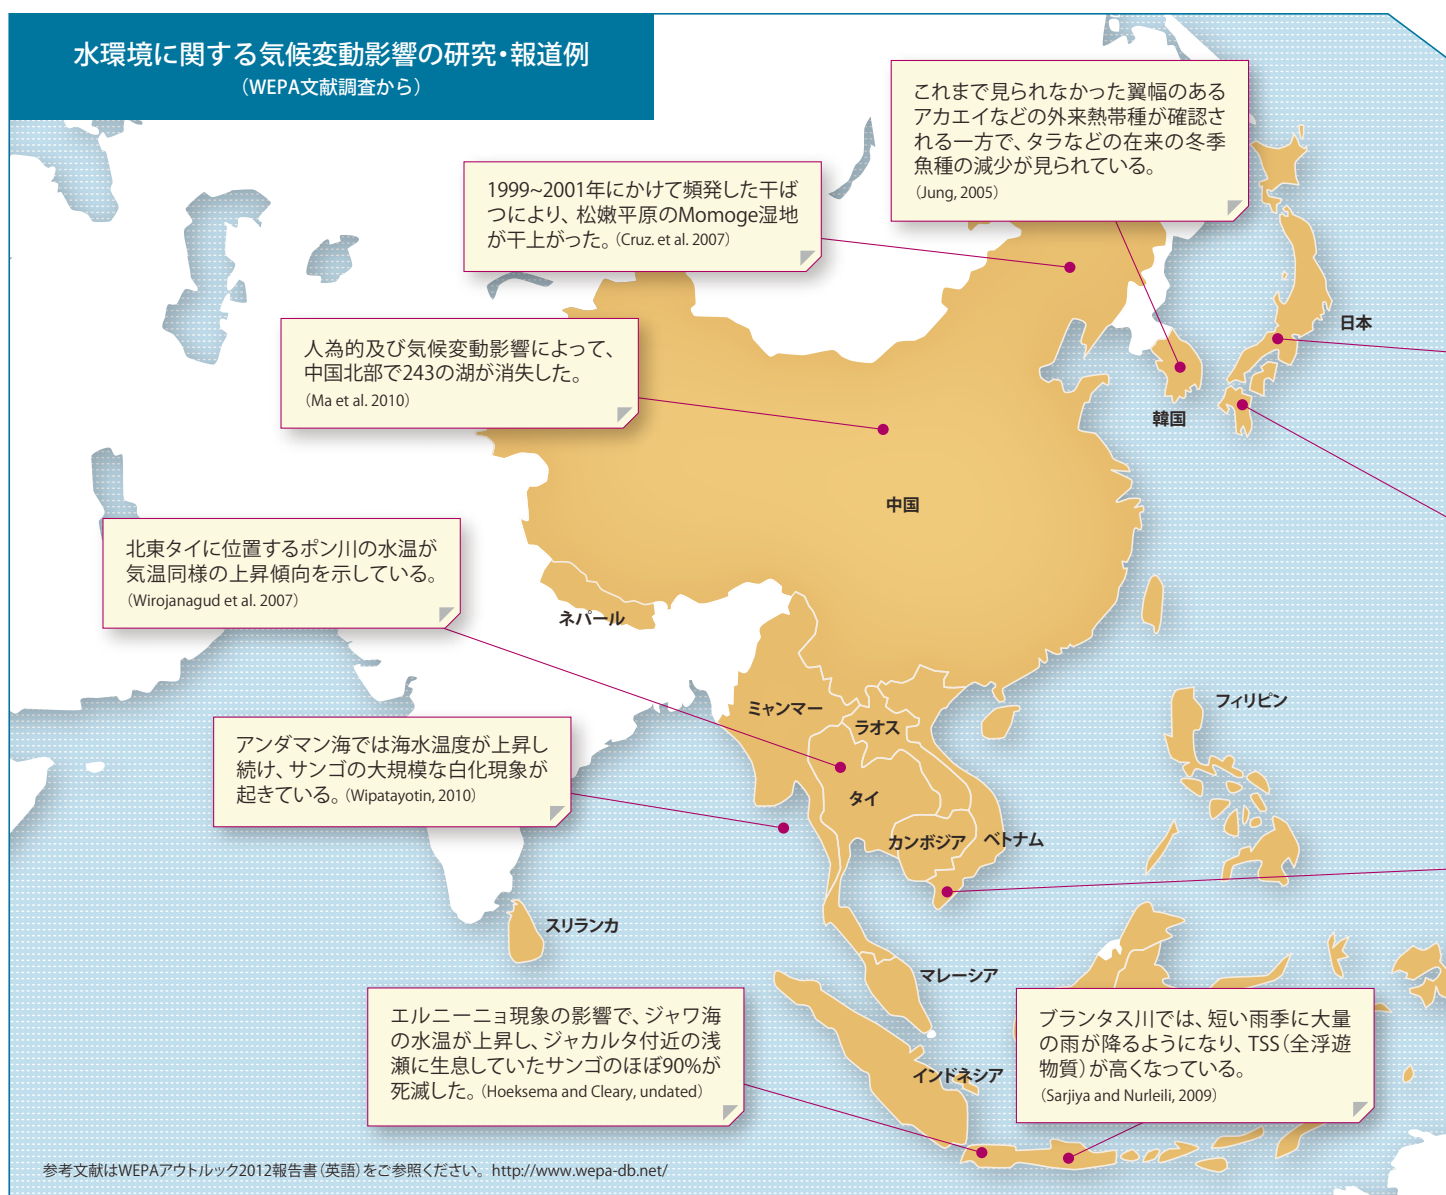 水環境に関する気候変動影響の研究・報道例
（WEPA文献調査から）
これまで見られなかった翼幅のある
アカエイなどの外来熱帯種が確認さ
れる一方で、タラなどの在来の冬季
魚種の減少が見られている。
（Jung, 2005）
1999~2001年にかけて頻発した干ば
つにより、松嫩平原のMomoge湿地
が干上がった。（Cruz. et al. 2007）
人為的及び気候変動影響によって、
中国北部で243の湖が消失した。
（Ma et al. 2010）
日本
韓国
中国
北東タイに位置するポン川の水温が
気温同様の上昇傾向を示している。
（Wirojanagud et al. 2007）
ネパール
ミャンマー
ラオス
フィリピン
アンダマン海では海水温度が上昇し
続け、サンゴの大規模な白化現象が
起きている。（Wipatayotin, 2010）
タイ
カンボジア
ベトナム
スリランカ
マレーシア
エルニーニョ現象の影響で、ジャワ海
の水温が上昇し、ジャカルタ付近の浅
瀬に生息していたサンゴのほぼ90%が
死滅した。（Hoeksema and Cleary, undated）
インドネシア
ブランタス川では、短い雨季に大量
の雨が降るようになり、TSS（全浮遊
物質）が高くなっている。
（Sarjiya and Nurleili, 2009）
参考文献はWEPAアウトルック2012報告書（英語）をご参照ください。 http://www.wepa-db.net/